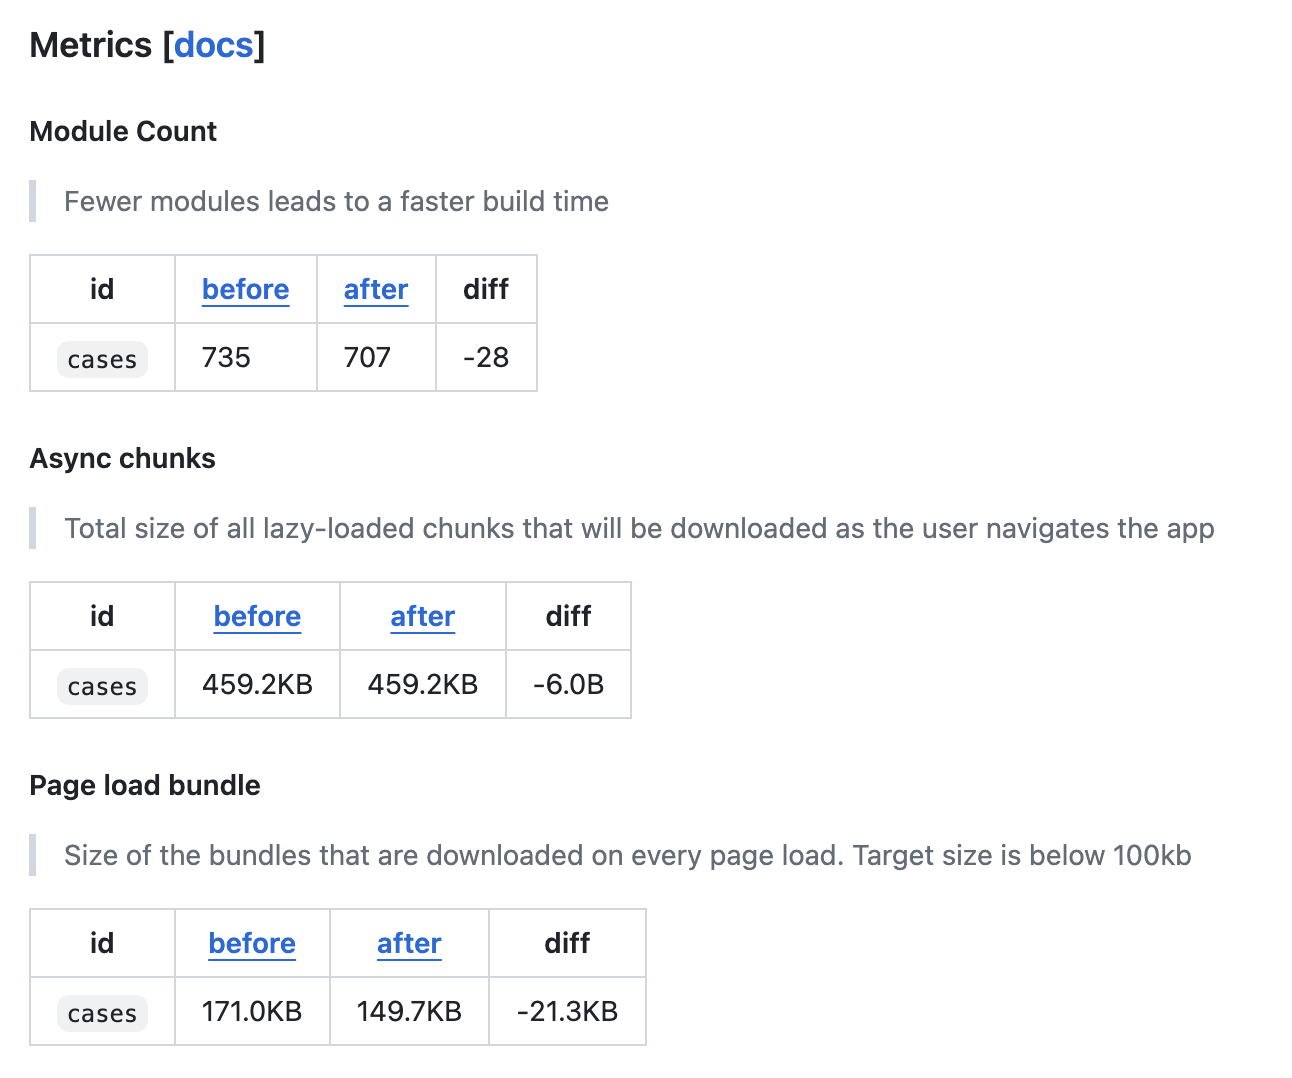 Metrics [docs]
Module Count
Fewer modules leads to a faster build time
id before after diff
cases 735 707 -28
Async chunks
Total size of all lazy-loaded chunks that will be downloaded as the user navigates the app
id before after diff
cases 459.2KB 459.2KB -6.0B
Page load bundle
Size of the bundles that are downloaded on every page load. Target size is below 100kb
id before after diff
cases 171.0KB 149.7KB -21.3KB